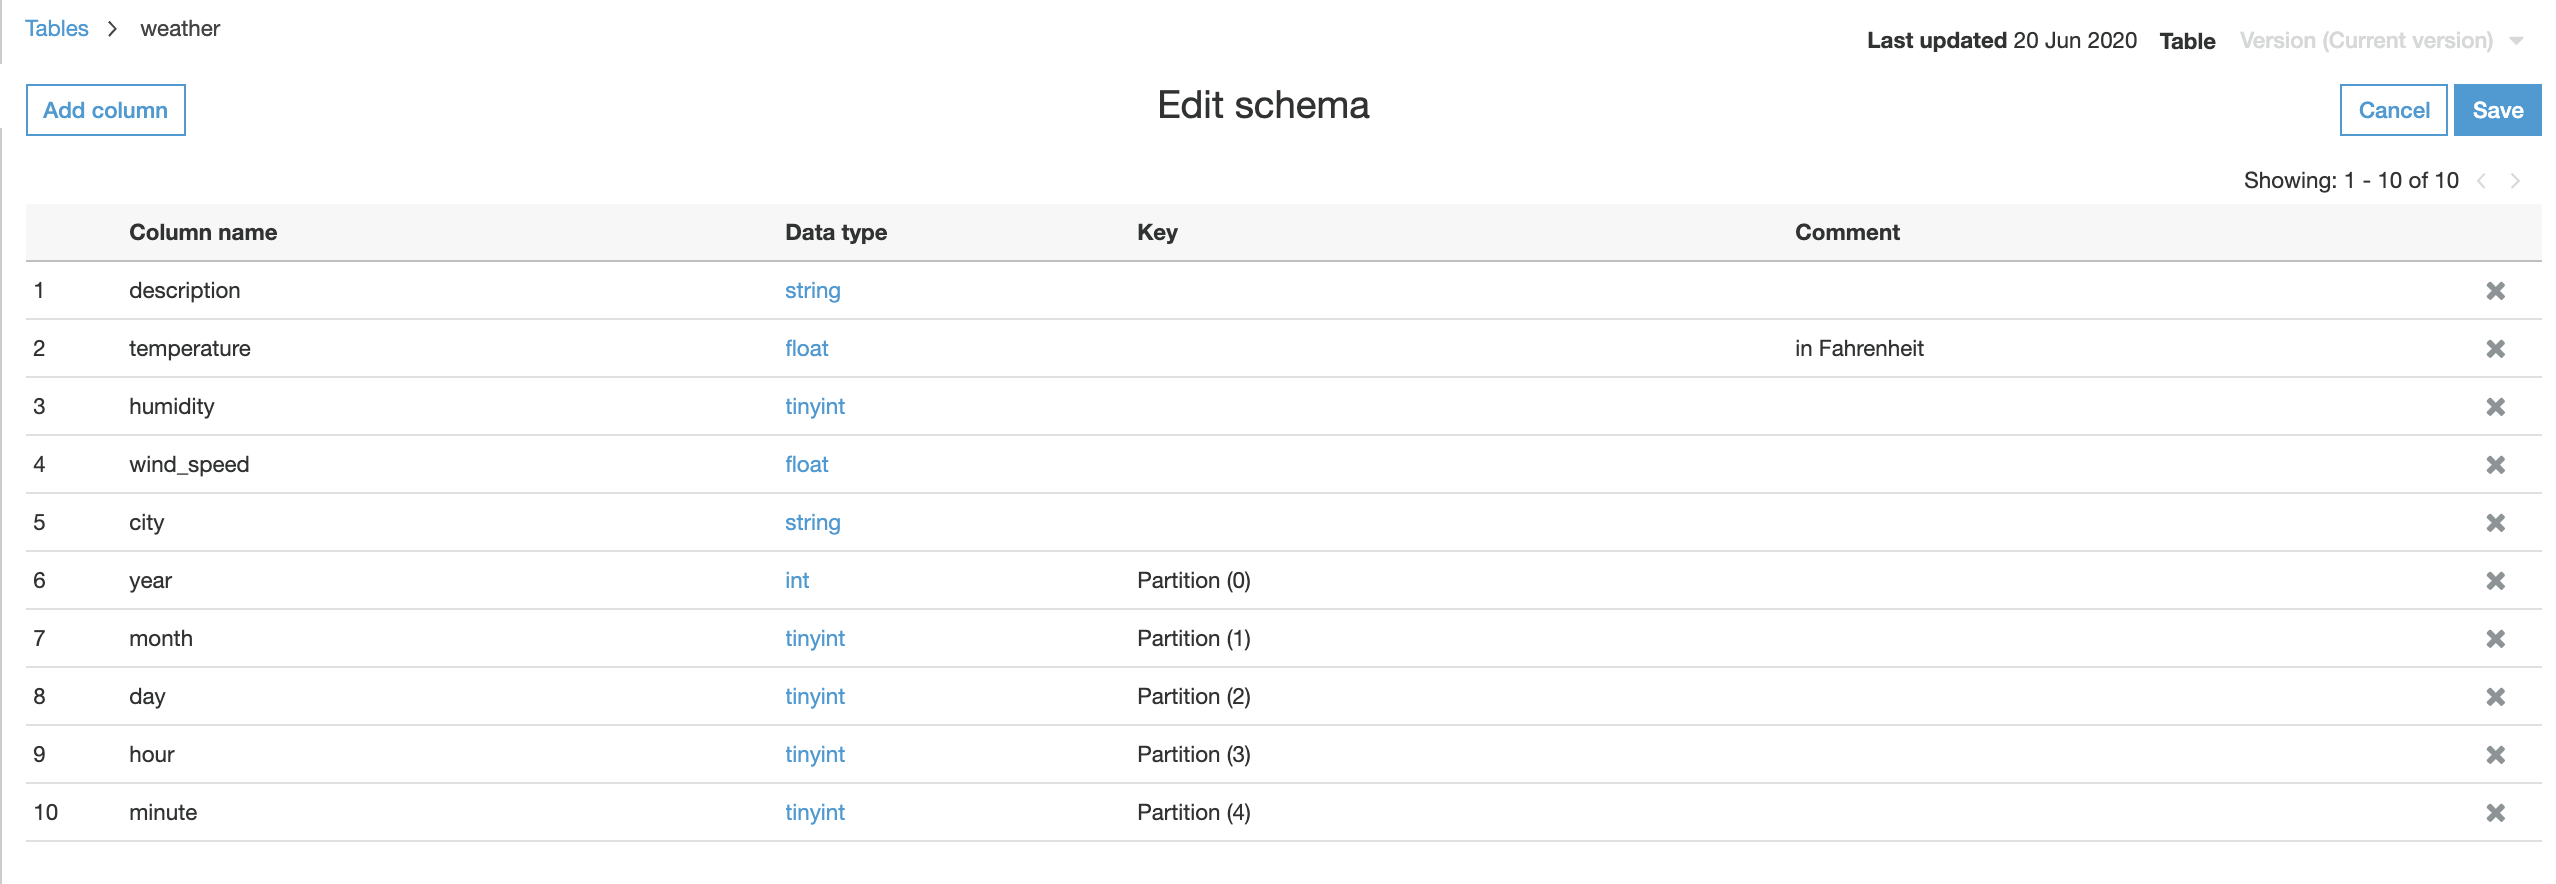 Tables > weather
Last updated 20 Jun 2020 Table Version (Current version)
Add column
Edit schema
Cancel Save
Showing: 1 - 10 of 10 < >
Column name Data type Key Comment
1 description string
2 temperature float in Fahrenheit
3 humidity tinyint
4 wind_speed float
5 city string
6 year int Partition (0)
7 month tinyint Partition (1)
8 day tinyint Partition (2)
9 hour tinyint Partition (3)
10 minute tinyint Partition (4)